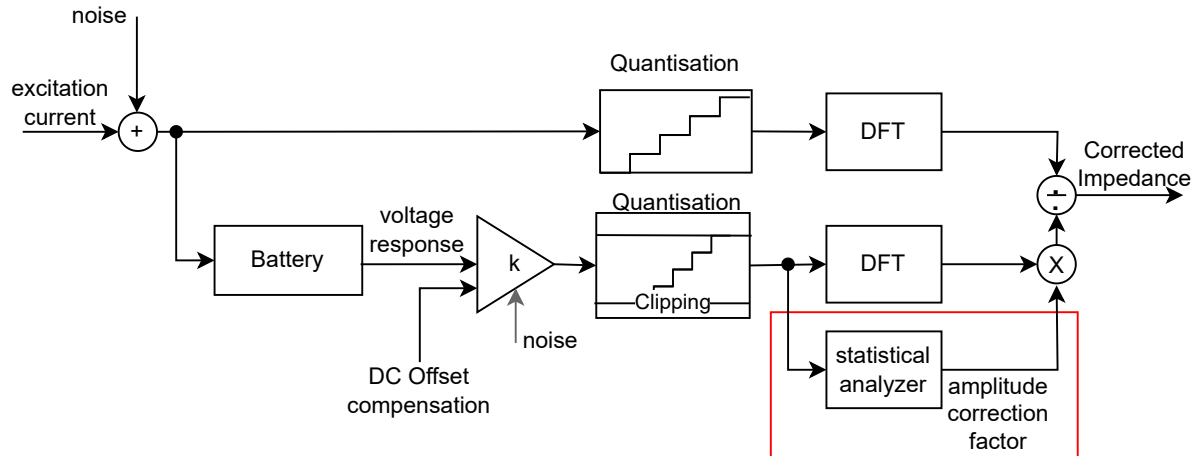 noise
excitation
current
+
Quantisation
DFT
Corrected
Impedance
÷
Quantisation
voltage
response
Battery
k
Clipping
DFT
X
noise
DC Offset
compensation
statistical
analyzer
amplitude
correction
factor